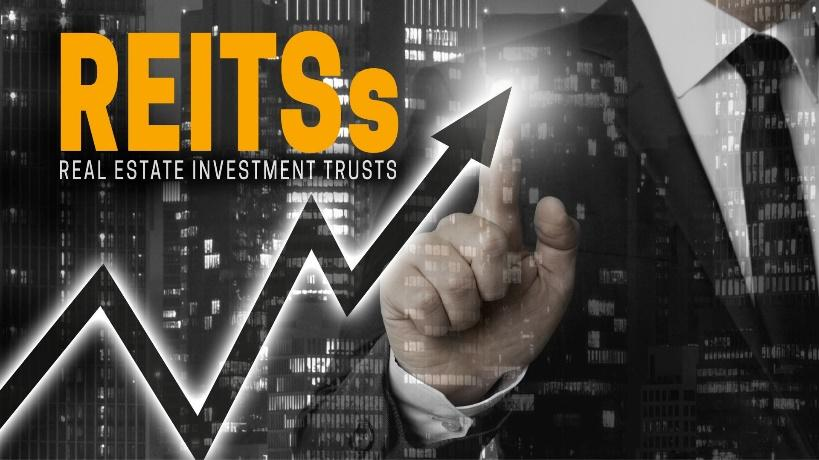 REITSs
REAL ESTATE INVESTMENT TRUSTS